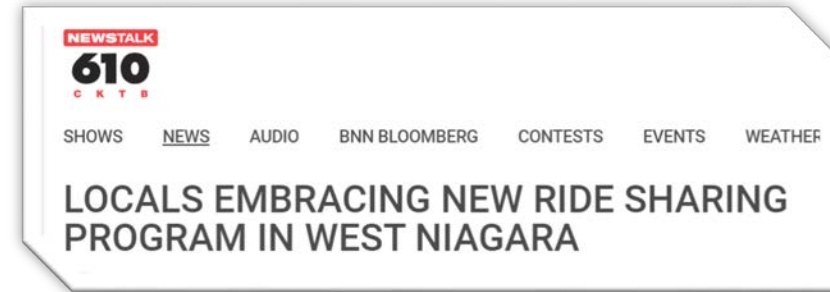 NEWSTALK
610
CKTB
SHOWS NEWS AUDIO BNN BLOOMBERG CONTESTS EVENTS WEATHER
LOCALS EMBRACING NEW RIDE SHARING
PROGRAM IN WEST NIAGARA